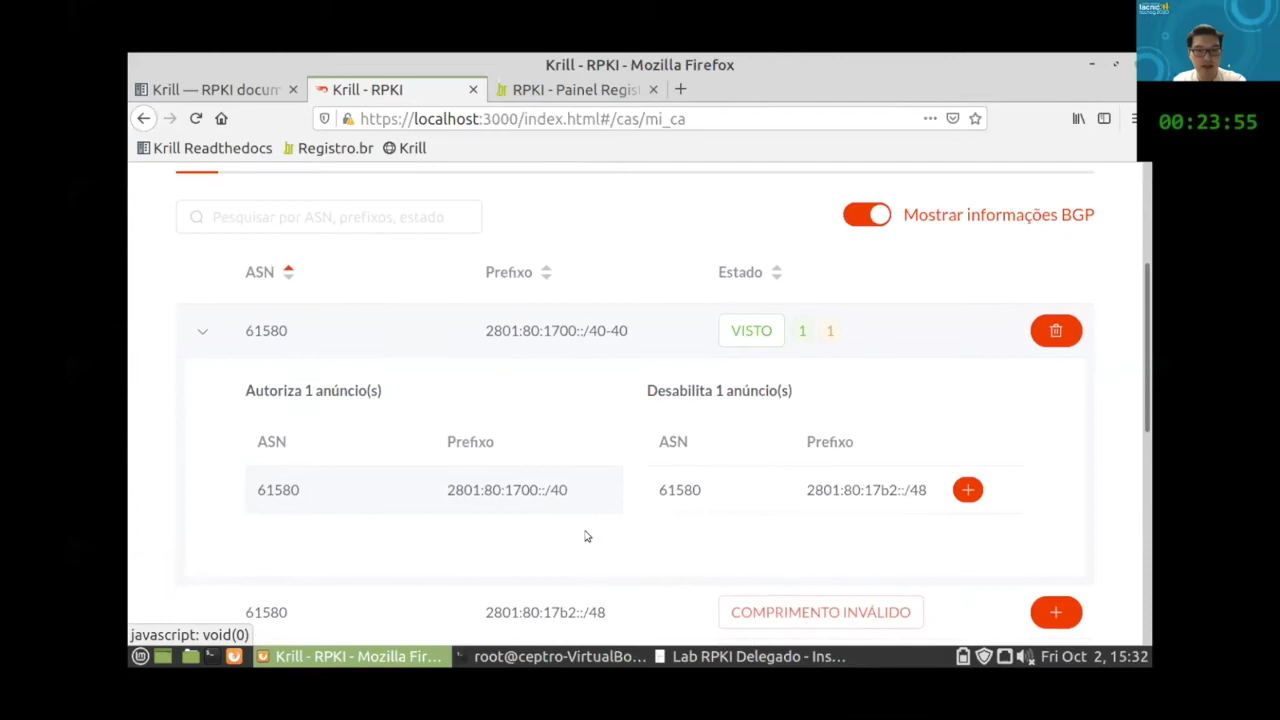 lacnic
Krill - RPKI - Mozilla Firefox
Krill — RPKI docun
Krill - RPKI
RPKI - Painel Regist
00:23:55
https://localhost:3000/index.html#/cas/mi_ca
Krill Readthedocs
Registro.br
Krill
Pesquisar por ASN, prefixos, estado
Mostrar informações BGP
ASN
Prefixo
Estado
61580
2801:80:1700::/40-40
VISTO
1
1
Autoriza 1 anúncio(s)
Desabilita 1 anúncio(s)
ASN
Prefixo
ASN
Prefixo
61580
2801:80:1700::/40
61580
2801:80:17b2::/48
61580
2801:80:17b2::/48
COMPRIMENTO INVÁLIDO
javascript: void(0)
Krill - RPKI - Mozilla Fir...
root@ceptro-VirtualBo...
Lab RPKI Delegado - Ins...
Fri Oct 2, 15:32